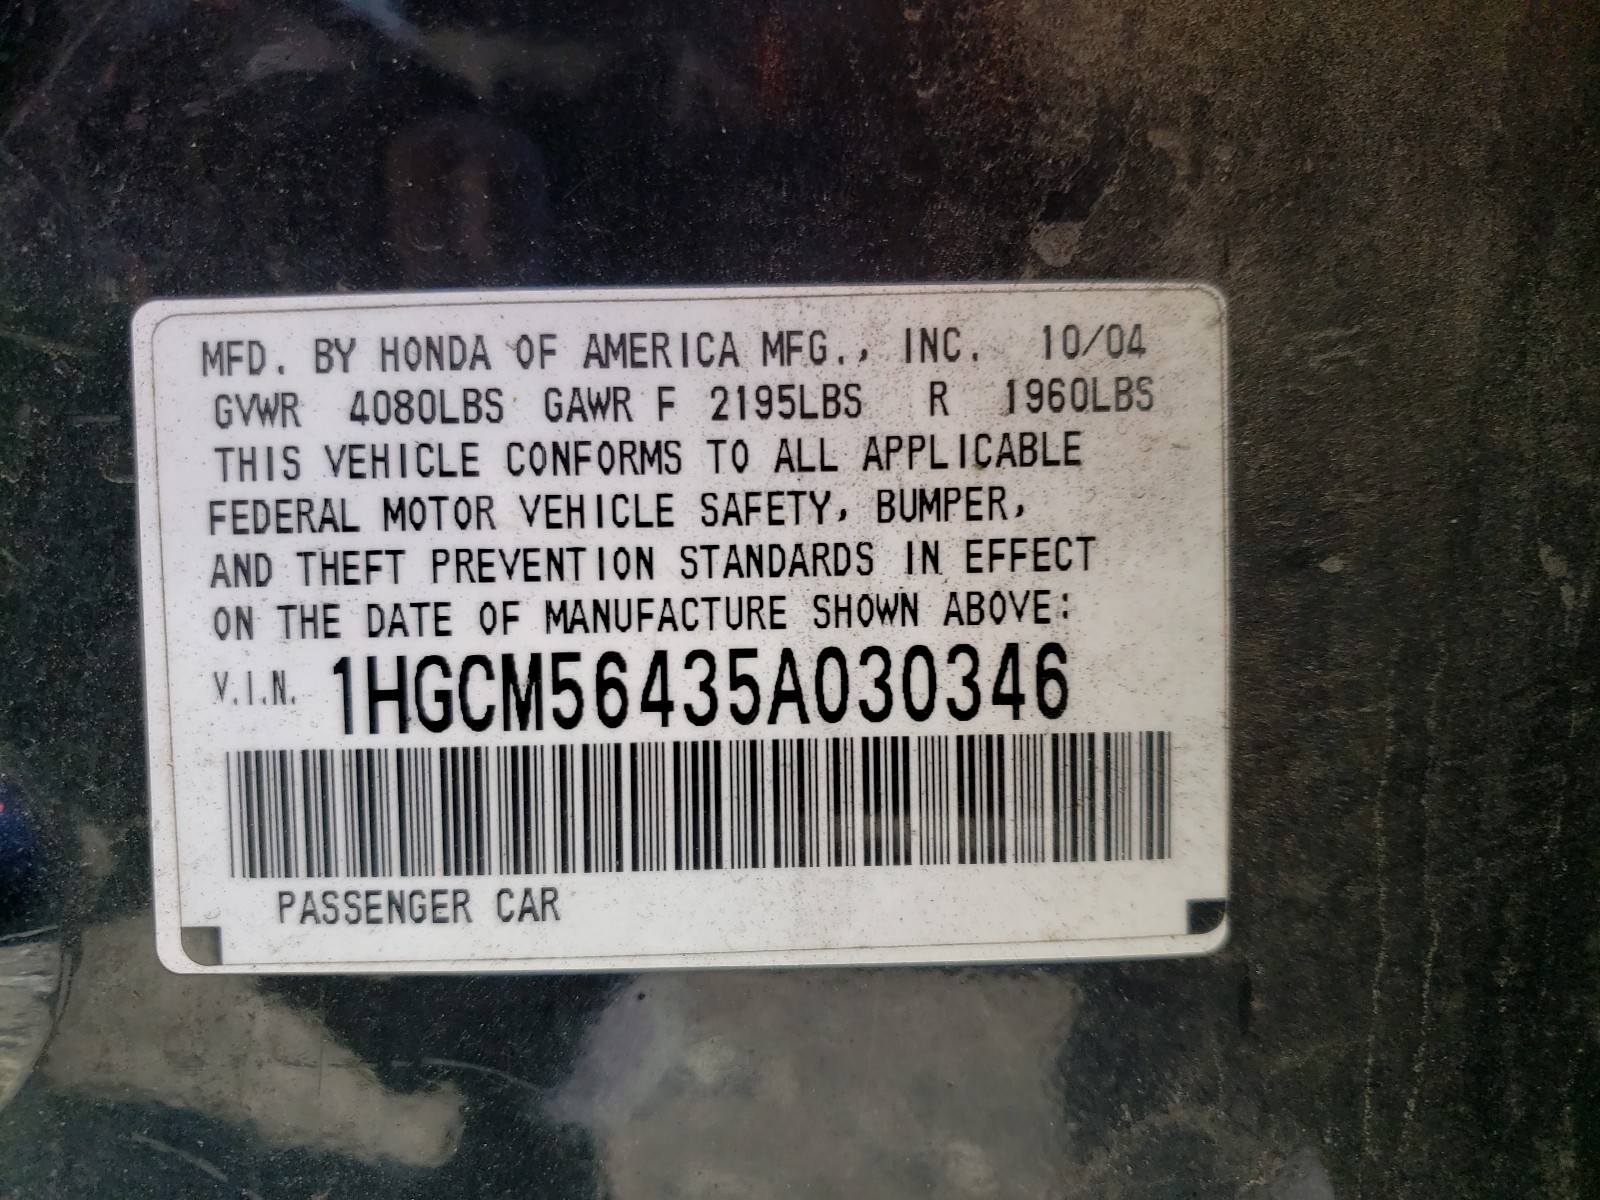 MFD. BY HONDA OF AMERICA MFG., INC. 10/04
GVWR 4080LBS GAWR F 2195LBS R 1960LBS
THIS VEHICLE CONFORMS TO ALL APPLICABLE
FEDERAL MOTOR VEHICLE SAFETY, BUMPER,
AND THEFT PREVENTION STANDARDS IN EFFECT
ON THE DATE OF MANUFACTURE SHOWN ABOVE:
V.I.N. 1HGCM56435A030346
PASSENGER CAR